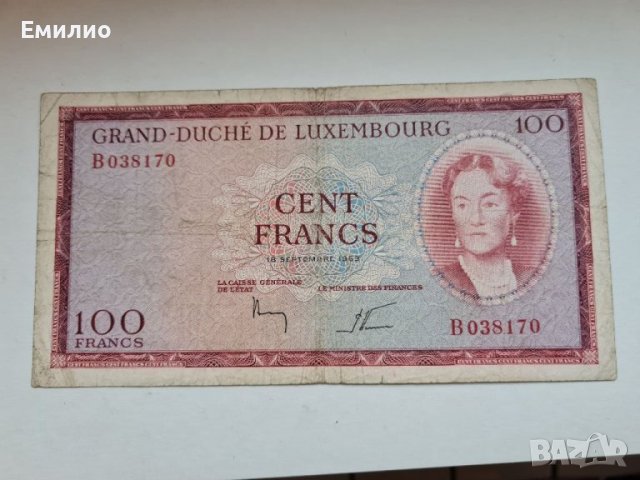 Емилио
GRAND-DUCHÉ DE LUXEMBOURG 100
B038170
CENT
FRANCS
18 SEPTEMBRE 1963
LA CAISSE GÉNÉRALE
DE L'ÉTAT
LE MINISTRE DES FINANCES
100
FRANCS
B038170
BAZAR